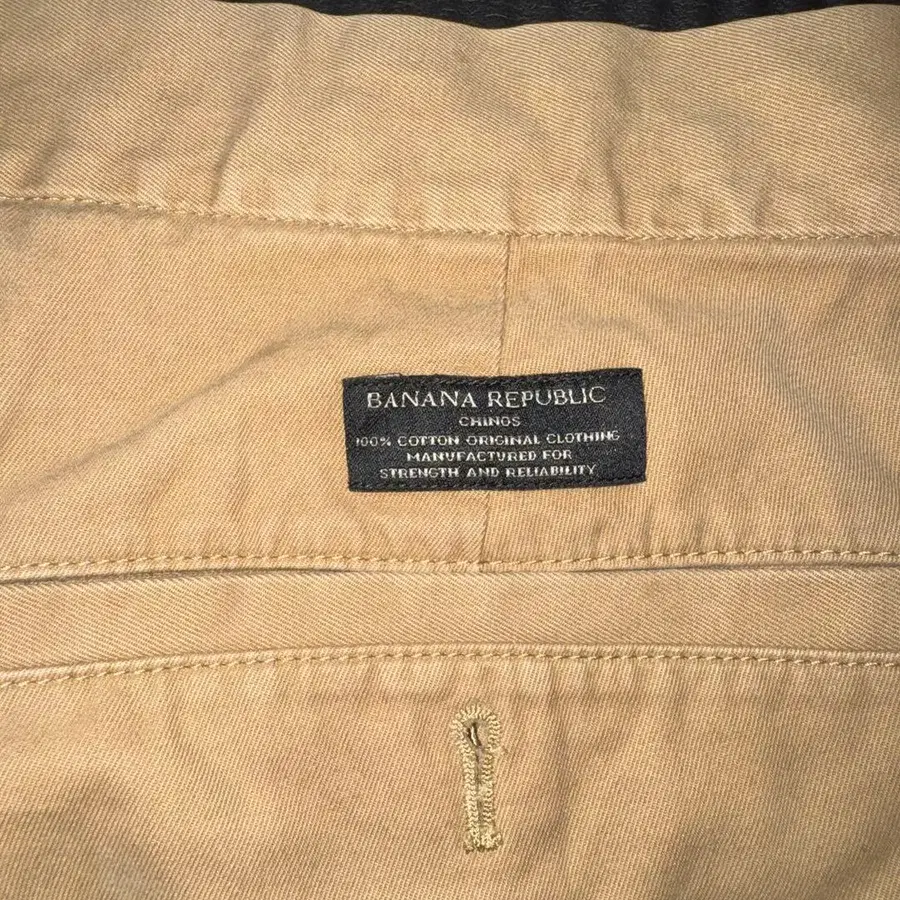 BANANA REPUBLIC
CHINOS
100% COTTON ORIGINAL CLOTHING
MANUFACTURED FOR
STRENGTH AND RELIABILITY